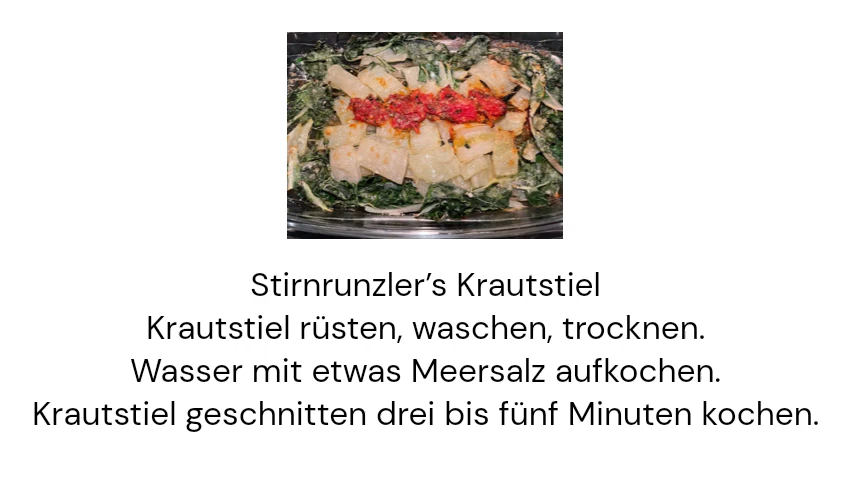 Stirnrunzler’s Krautstiel
Krautstiel rüsten, waschen, trocknen.
Wasser mit etwas Meersalz aufkochen.
Krautstiel geschnitten drei bis fünf Minuten kochen.